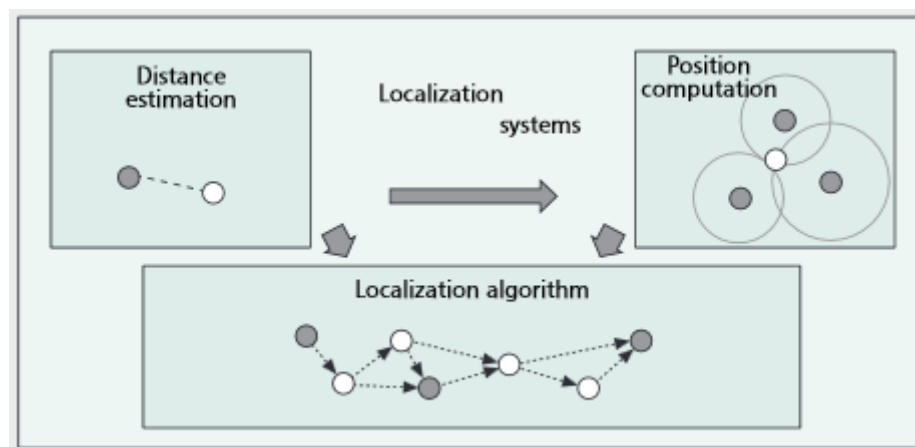 Distance
estimation
Localization
systems
Position
computation
Localization algorithm